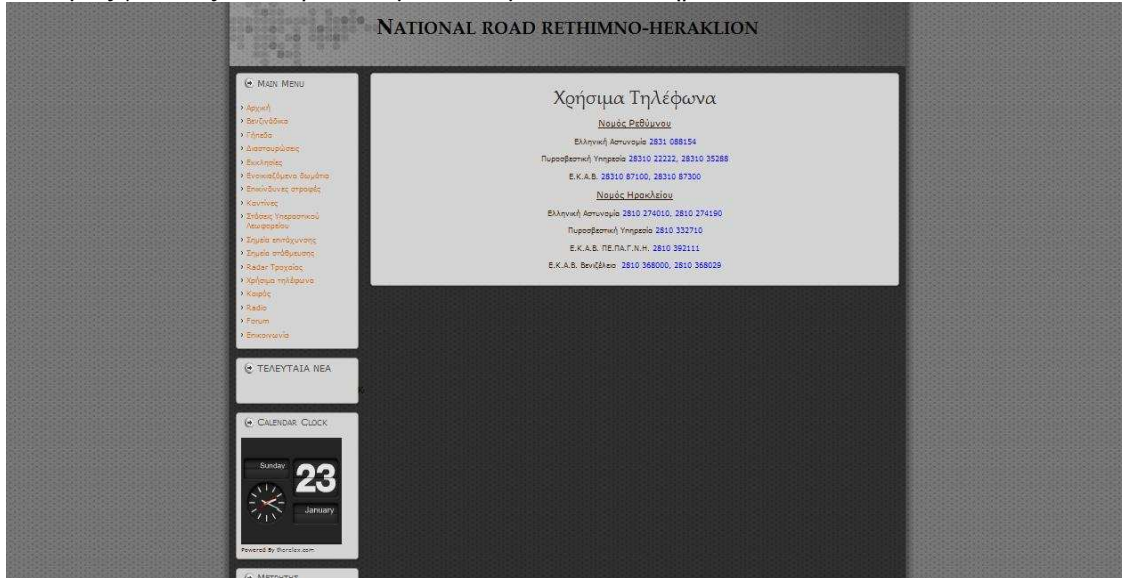 NATIONAL ROAD RETHIMNO-HERAKLION
MAIN MENU
Αρχική
Βενζινάδικα
Γήπεδα
Διασταυρώσεις
Εκκλησίες
Ενοικιαζόμενα δωμάτια
Επικίνδυνες στροφές
Καντίνες
Στάσεις Υπεραστικού
Λεωφορείου
Σημεία επιτάχυνσης
Σημεία στάθμευσης
Radar Τροχαίας
Χρήσιμα τηλέφωνα
Καιρός
Radio
Forum
Επικοινωνία
ΤΕΛΕΥΤΑΙΑ ΝΕΑ
CALENDAR CLOCK
Sunday
23
January
Powered By
Χρήσιμα Τηλέφωνα
Νομός Ρεθύμνου
Ελληνική Αστυνομία 2831 088154
Πυροσβεστική Υπηρεσία 28310 22222, 28310 35288
Ε.Κ.Α.Β. 28310 87100, 28310 87300
Νομός Ηρακλείου
Ελληνική Αστυνομία 2810 274010, 2810 274190
Πυροσβεστική Υπηρεσία 2810 332710
Ε.Κ.Α.Β. ΠΕ.ΠΑ.Γ.Ν.Η. 2810 392111
Ε.Κ.Α.Β. Βενιζέλειο 2810 368000, 2810 368029